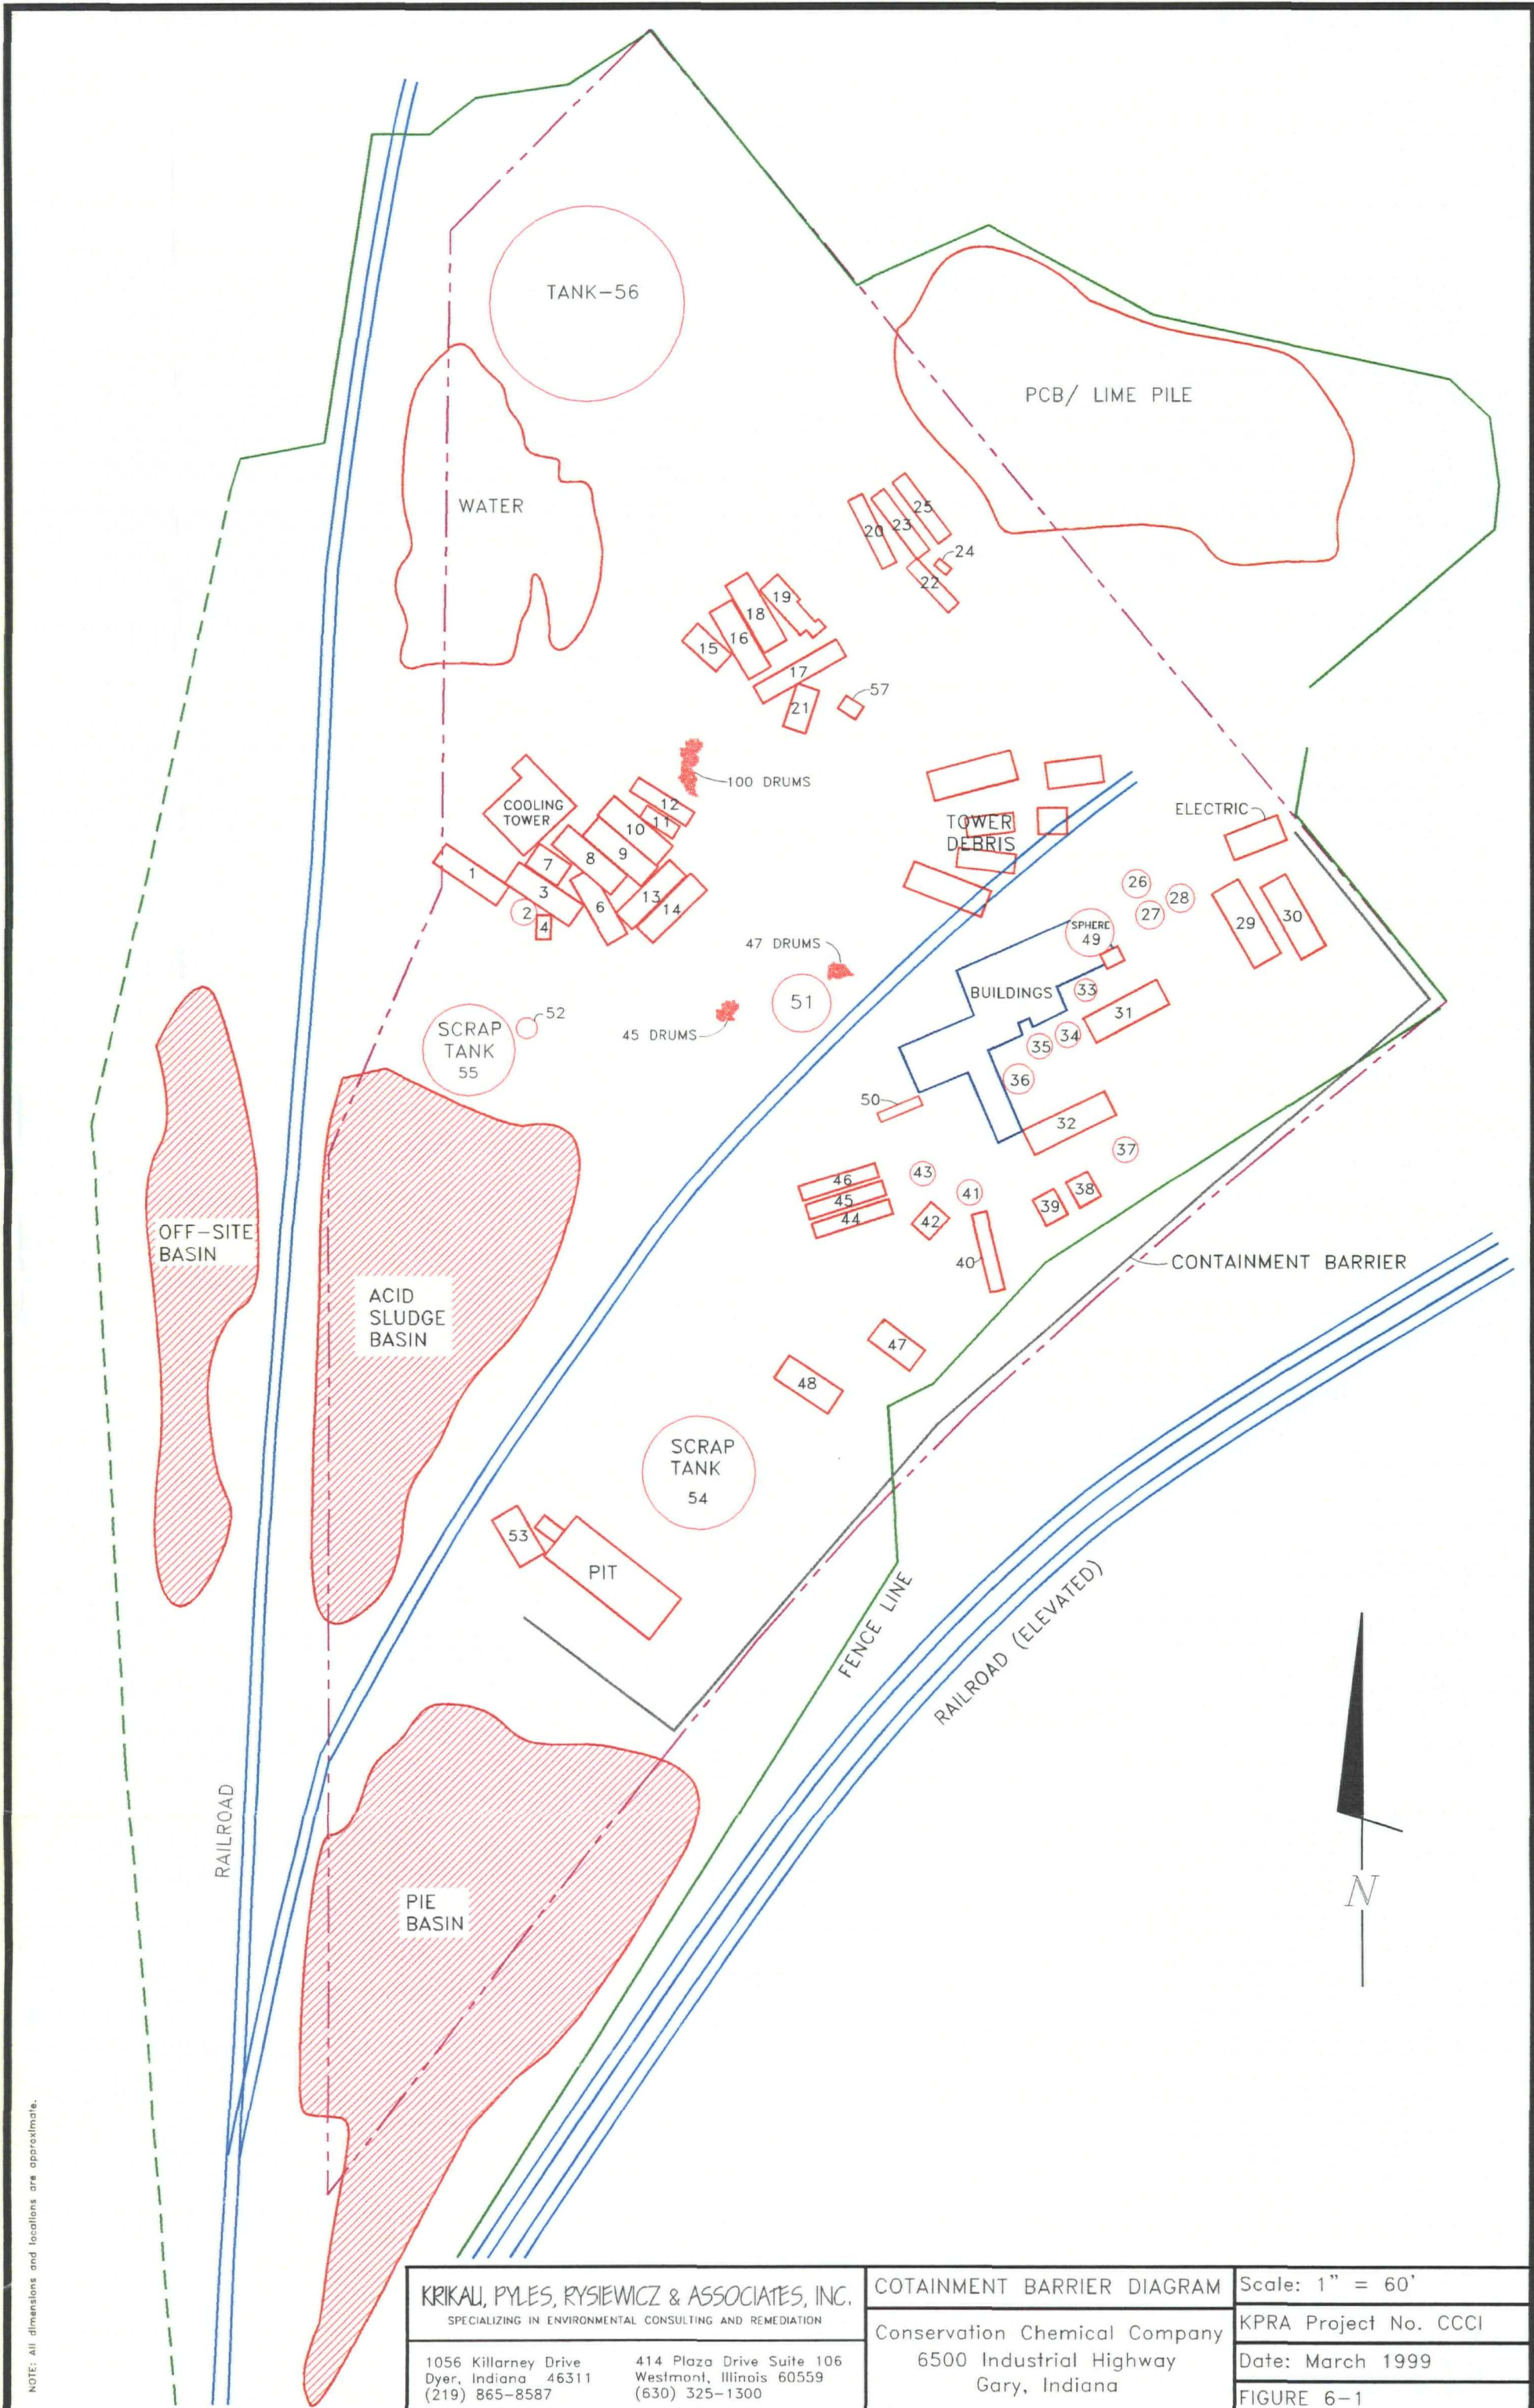 TANK-56
PCB/ LIME PILE
WATER
25
23
20
24
22
19
18
16
15
17
57
21
100 DRUMS
COOLING
TOWER
12
11
10
9
8
7
1
3
2
4
6
13
14
TOWER
DEBRIS
ELECTRIC
26
28
27
29
30
SPHERE
49
47 DRUMS
51
45 DRUMS
BUILDINGS
33
31
34
35
36
52
SCRAP
TANK
55
50
32
37
46
45
44
43
41
42
39
38
40
OFF-SITE
BASIN
ACID
SLUDGE
BASIN
CONTAINMENT BARRIER
47
48
SCRAP
TANK
54
53
PIT
FENCE LINE
RAILROAD (ELEVATED)
RAILROAD
PIE
BASIN
N
NOTE: All dimensions and locations are approximate.
KRIKAU, PYLES, RYSIEWICZ & ASSOCIATES, INC.
SPECIALIZING IN ENVIRONMENTAL CONSULTING AND REMEDIATION
1056 Killarney Drive
Dyer, Indiana 46311
(219) 865-8587
414 Plaza Drive Suite 106
Westmont, Illinois 60559
(630) 325-1300
COTAINMENT BARRIER DIAGRAM
Conservation Chemical Company
6500 Industrial Highway
Gary, Indiana
Scale: 1" = 60'
KPRA Project No. CCCI
Date: March 1999
FIGURE 6-1